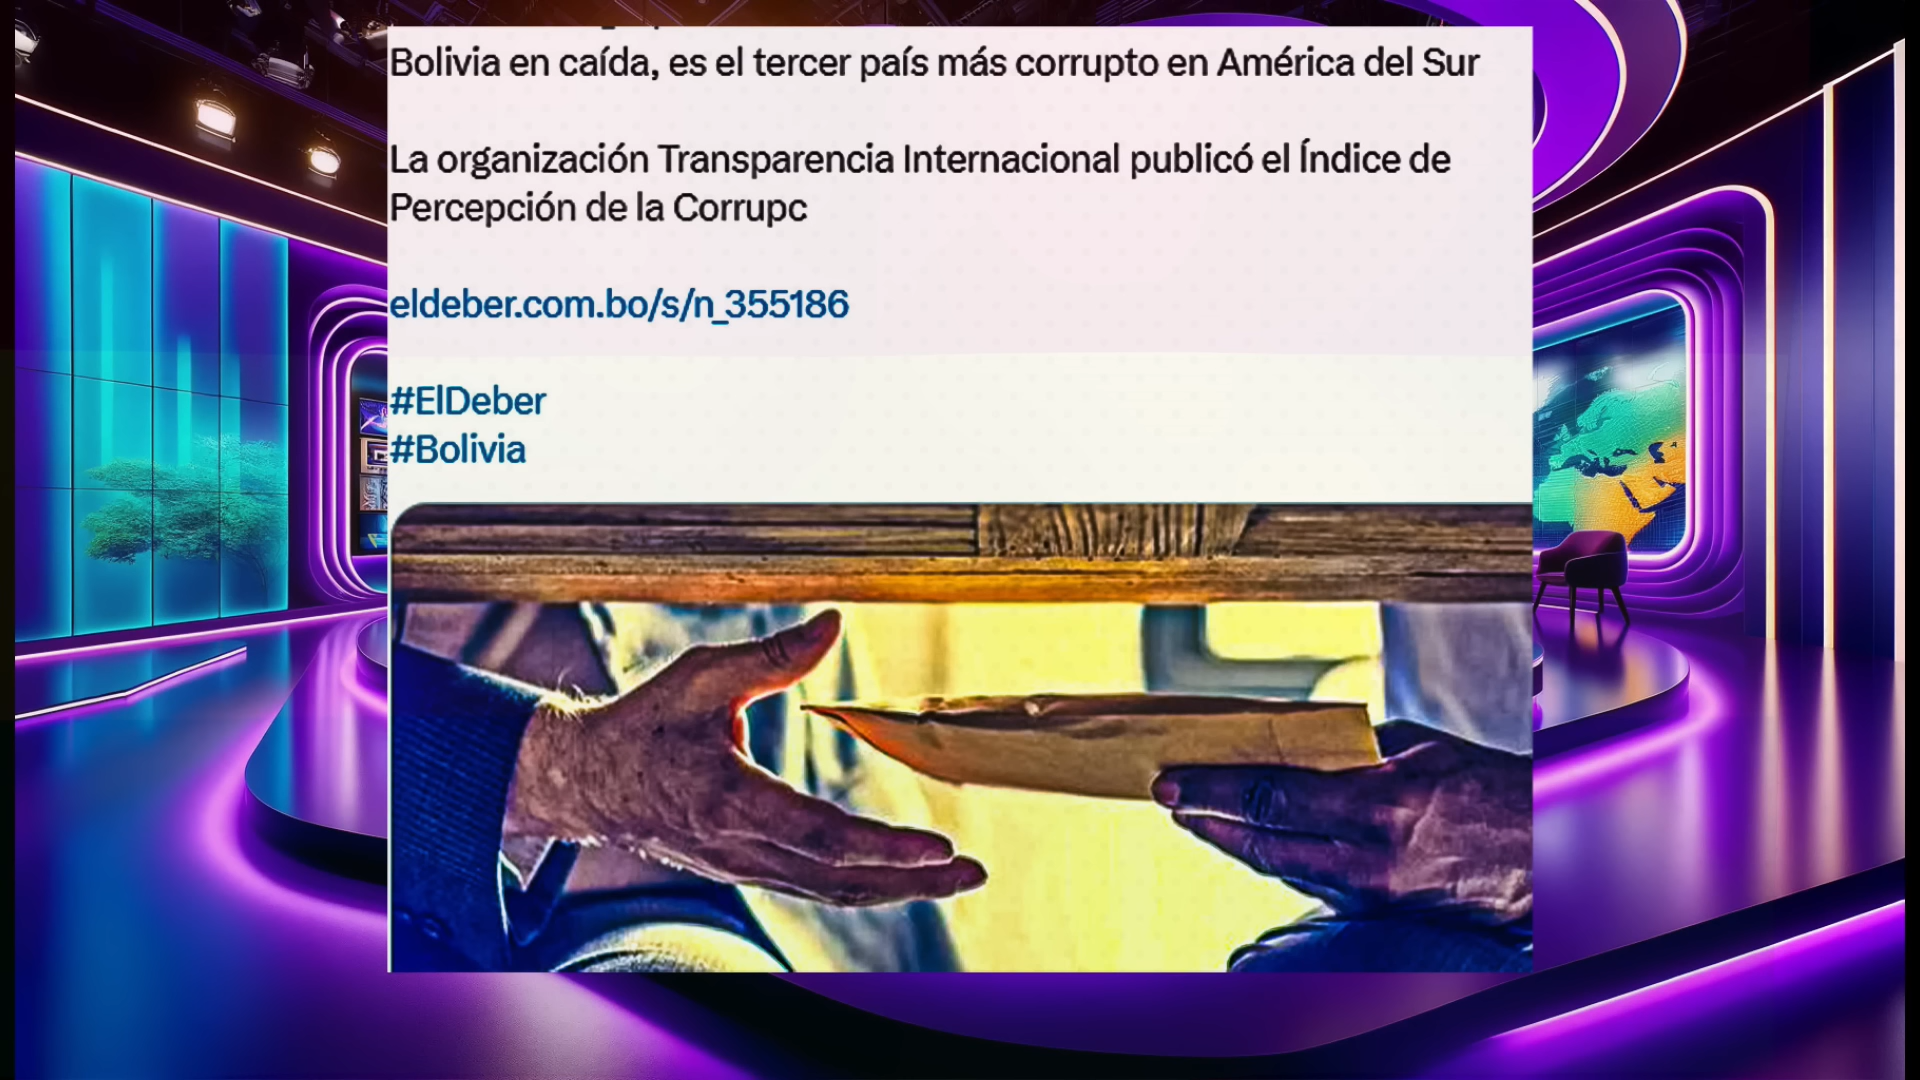 Bolivia en caída, es el tercer país más corrupto en América del Sur
La organización Transparencia Internacional publicó el Índice de
Percepción de la Corrupc
eldeber.com.bo/s/n_355186
#ElDeber
#Bolivia